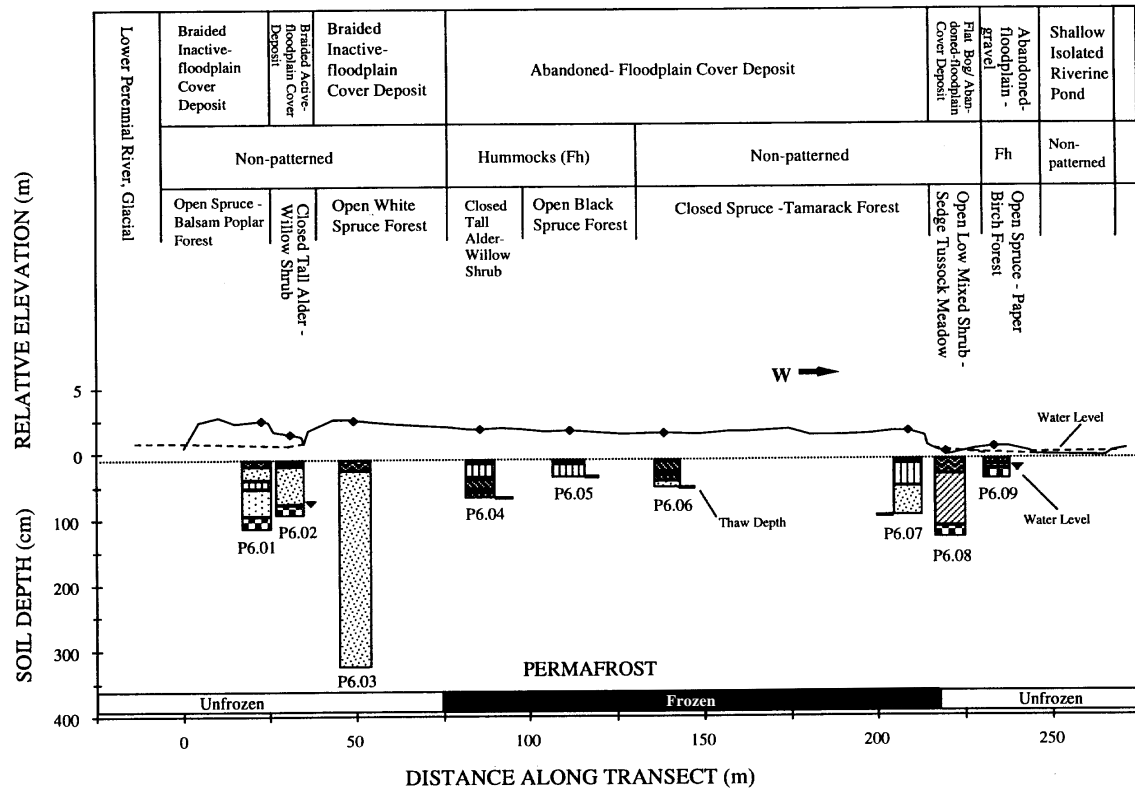 Lower Perennial River, Glacial
Braided
Inactive-
floodplain
Cover
Deposit
Braided Active-
floodplain Cover
Deposit
Braided
Inactive-
floodplain
Cover Deposit
Abandoned- Floodplain Cover Deposit
Flat Bog/ Aban-
doned-floodplain
Cover Deposit
Abandoned-
floodplain -
gravel
Shallow
Isolated
Riverine
Pond
Non-patterned
Hummocks (Fh)
Non-patterned
Fh
Non-
patterned
Open Spruce -
Balsam Poplar
Forest
Closed Tall Alder -
Willow Shrub
Open White
Spruce Forest
Closed
Tall
Alder-
Willow
Shrub
Open Black
Spruce Forest
Closed Spruce -Tamarack Forest
Open Low Mixed Shrub -
Sedge Tussock Meadow
Open Spruce - Paper
Birch Forest
RELATIVE ELEVATION (m)
5
0
W
Water Level
SOIL DEPTH (cm)
100
200
300
400
P6.01
P6.02
P6.03
P6.04
P6.05
P6.06
Thaw Depth
P6.07
P6.08
P6.09
Water Level
PERMAFROST
Unfrozen
Frozen
Unfrozen
0
50
100
150
200
250
DISTANCE ALONG TRANSECT (m)